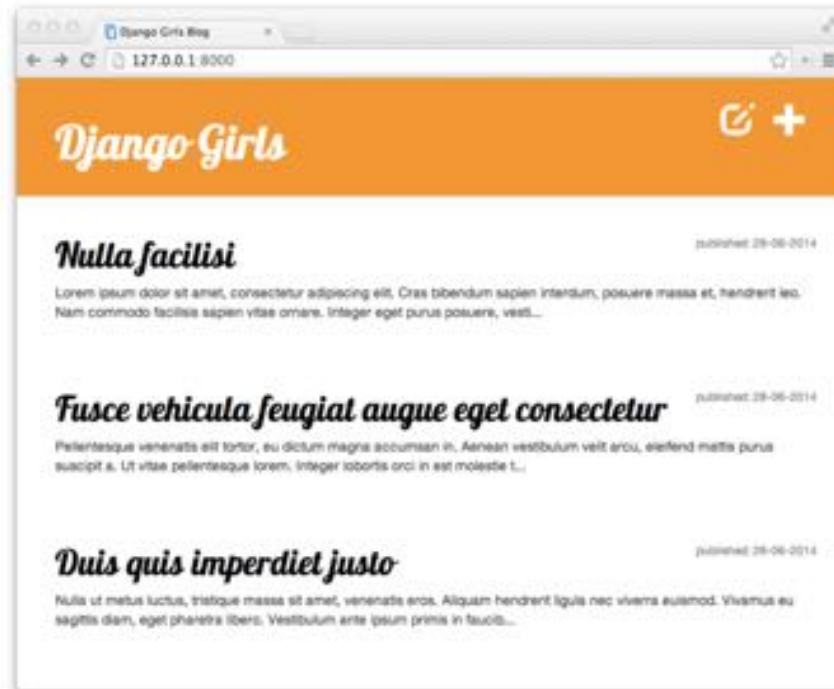 Django Girls Blog
127.0.0.1:8000
Django Girls
Nulla facilisi
published: 28-06-2014
Lorem ipsum dolor sit amet, consectetur adipiscing elit. Cras bibendum sapien interdum, posuere massa et, hendrerit leo.
Nam commodo facilisis sapien vitae ornare. Integer eget purus posuere, vesti...
Fusce vehicula feugiat augue eget consectetur
published: 28-06-2014
Pellentesque venenatis elit tortor, eu dictum magna accumsan in. Aenean vestibulum velit arcu, eleifend mattis purus
suscipit a. Ut vitae pellentesque lorem. Integer lobortis orci in est molestie t...
Duis quis imperdiet justo
published: 28-06-2014
Nulla ut metus luctus, tristique massa sit amet, venenatis eros. Aliquam hendrerit ligula nec viverra euismod. Vivamus eu
sagittis diam, eget pharetra libero. Vestibulum ante ipsum primis in faucib...